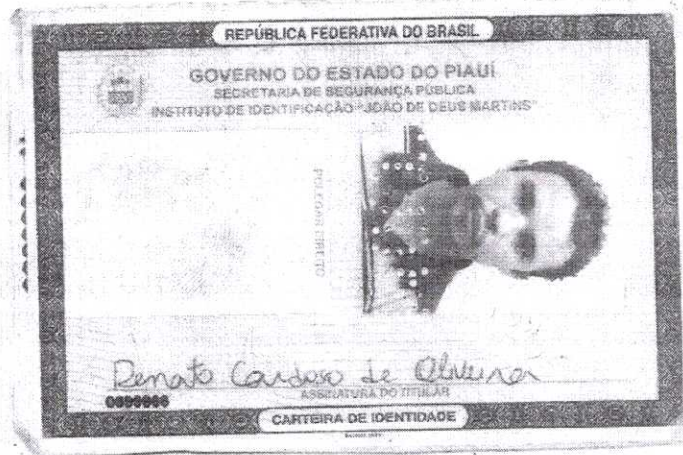 REPÚBLICA FEDERATIVA DO BRASIL
GOVERNO DO ESTADO DO PIAUÍ
SECRETARIA DE SEGURANÇA PÚBLICA
INSTITUTO DE IDENTIFICAÇÃO "JOÃO DE DEUS MARTINS"
POLEGAR DIREITO
Renato Cardoso de Oliveira
ASSINATURA DO TITULAR
CARTEIRA DE IDENTIDADE